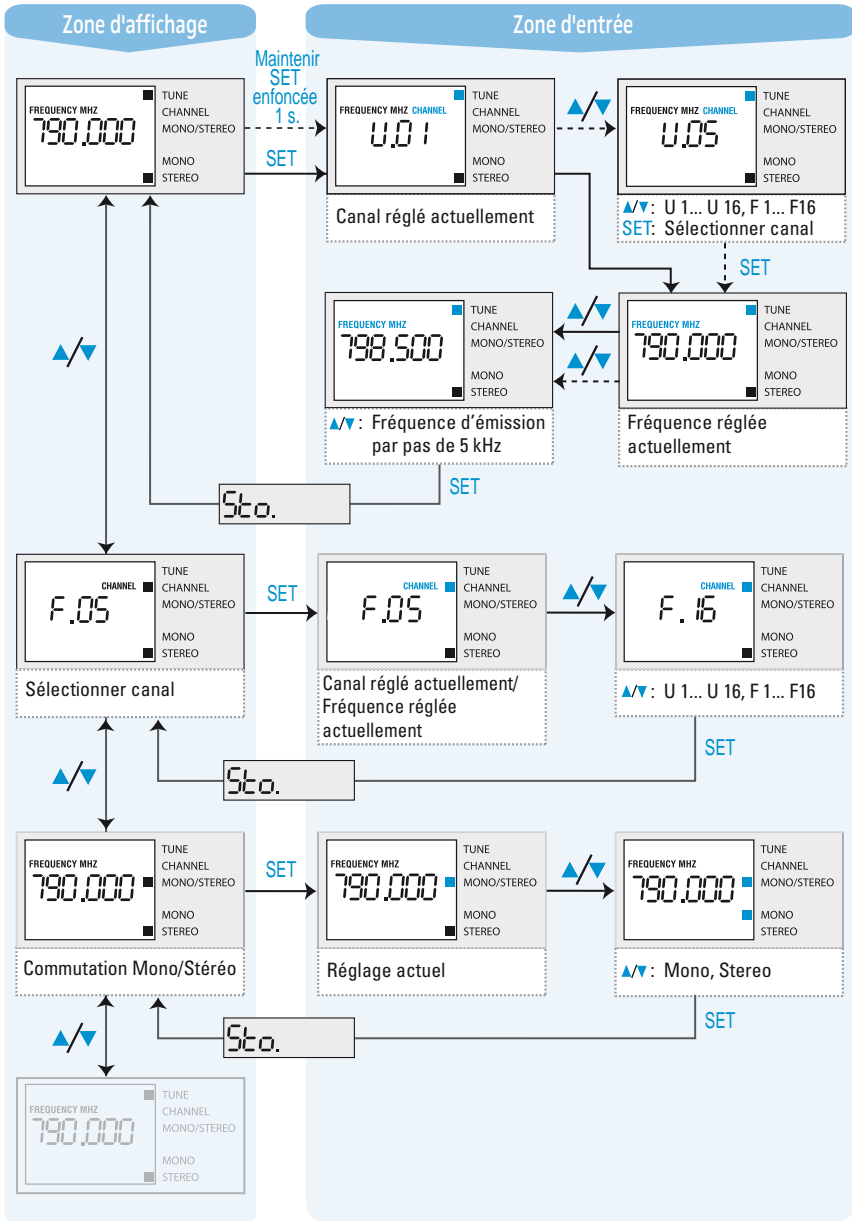 Zone d'affichage
Zone d'entrée
FREQUENCY MHZ
790.000
TUNE
CHANNEL
MONO/STEREO
MONO
STEREO
Maintenir
SET
enfoncée
1 s.
SET
FREQUENCY MHZ CHANNEL
U.01
TUNE
CHANNEL
MONO/STEREO
MONO
STEREO
Canal réglé actuellement
▲/▼
FREQUENCY MHZ CHANNEL
U.05
TUNE
CHANNEL
MONO/STEREO
MONO
STEREO
▲/▼: U 1... U 16, F 1... F16
SET: Sélectionner canal
SET
▲/▼
FREQUENCY MHZ
798.500
TUNE
CHANNEL
MONO/STEREO
MONO
STEREO
▲/▼: Fréquence d’émission
par pas de 5 kHz
▲/▼
▲/▼
FREQUENCY MHZ
790.000
TUNE
CHANNEL
MONO/STEREO
MONO
STEREO
Fréquence réglée
actuellement
SET
Sto.
CHANNEL
F.05
TUNE
CHANNEL
MONO/STEREO
MONO
STEREO
Sélectionner canal
SET
CHANNEL
F.05
TUNE
CHANNEL
MONO/STEREO
MONO
STEREO
Canal réglé actuellement/
Fréquence réglée
actuellement
▲/▼
CHANNEL
F. 16
TUNE
CHANNEL
MONO/STEREO
MONO
STEREO
▲/▼: U 1... U 16, F 1... F16
SET
▲/▼
Sto.
FREQUENCY MHZ
790.000
TUNE
CHANNEL
MONO/STEREO
MONO
STEREO
Commutation Mono/Stéréo
SET
FREQUENCY MHZ
790.000
TUNE
CHANNEL
MONO/STEREO
MONO
STEREO
Réglage actuel
▲/▼
FREQUENCY MHZ
790.000
TUNE
CHANNEL
MONO/STEREO
MONO
STEREO
▲/▼: Mono, Stereo
SET
▲/▼
Sto.
FREQUENCY MHZ
790.000
TUNE
CHANNEL
MONO/STEREO
MONO
STEREO